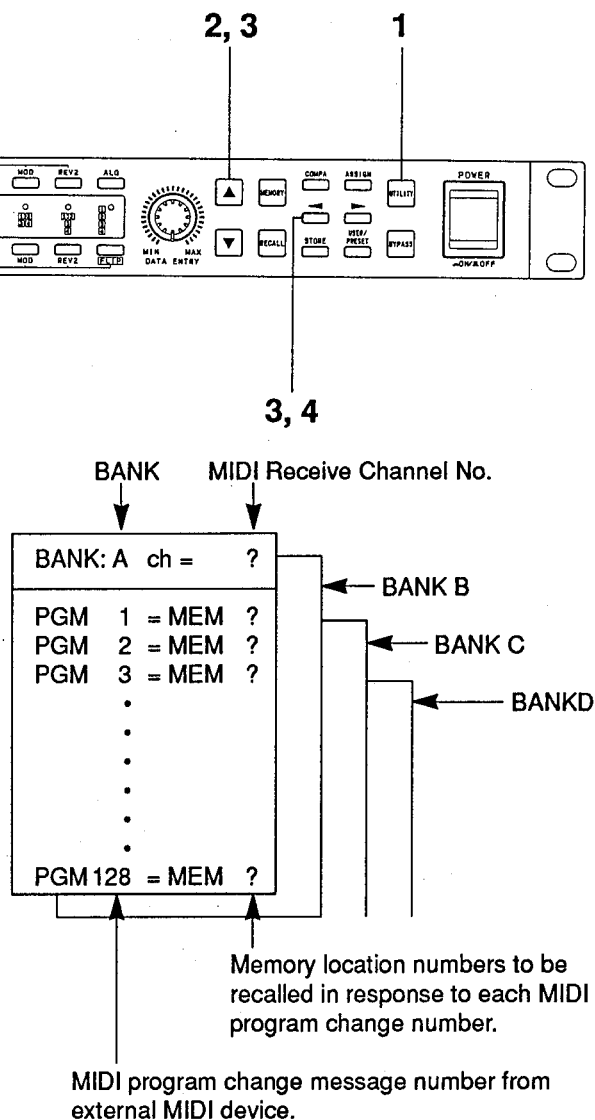 2, 3 1
MOD REV2 ALG
COMPA ASSIGN
POWER
MEMORY
UTILITY
RECALL
STORE
USER/
PRESET
BYPASS
MOD REV2 FLIP
MIN MAX
DATA ENTRY
ON/OFF
3, 4
BANK MIDI Receive Channel No.
BANK: A ch = ?
BANK B
PGM 1 = MEM ?
PGM 2 = MEM ?
BANK C
PGM 3 = MEM ?
BANKD
PGM 128 = MEM ?
Memory location numbers to be
recalled in response to each MIDI
program change number.
MIDI program change message number from
external MIDI device.